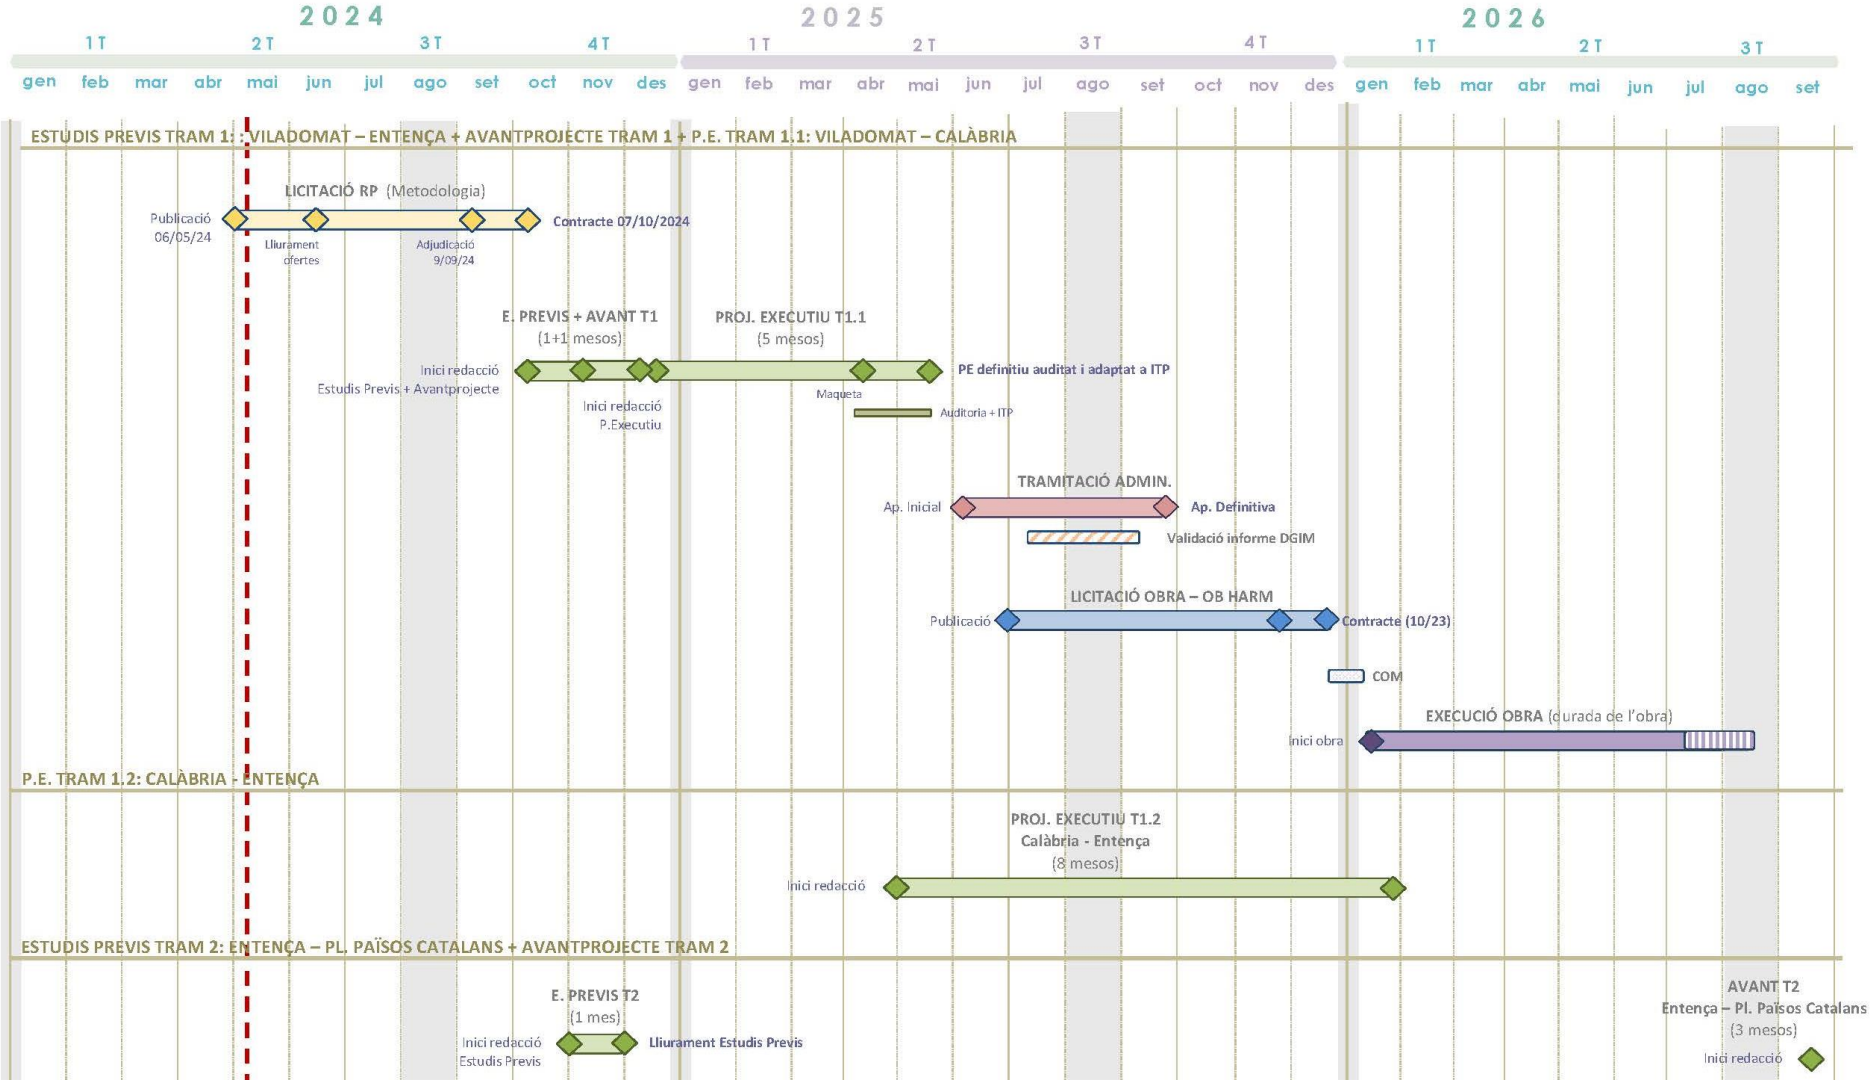 2024 2025 2026
1T 2T 3T 4T 1T 2T 3T 4T 1T 2T 3T
gen feb mar abr mai jun jul ago set oct nov des gen feb mar abr mai jun jul ago set oct nov des gen feb mar abr mai jun jul ago set
ESTUDIS PREVIS TRAM 1: : VILADOMAT – ENTENÇA + AVANTPROJECTE TRAM 1 + P.E. TRAM 1.1: VILADOMAT – CALÀBRIA
LICITACIÓ RP (Metodologia)
Publicació
06/05/24
Contracte 07/10/2024
Lliurament
ofertes
Adjudicació
9/09/24
E. PREVIS + AVANT T1
(1+1 mesos)
PROJ. EXECUTIU T1.1
(5 mesos)
Inici redacció
Estudis Previs + Avantprojecte
PE definitiu auditat i adaptat a ITP
Inici redacció
P.Executiu
Maqueta
Auditoria + ITP
TRAMITACIÓ ADMIN.
Ap. Inicial
Ap. Definitiva
Validació informe DGIM
LICITACIÓ OBRA – OB HARM
Publicació
Contracte (10/23)
COM
EXECUCIÓ OBRA (durada de l’obra)
Inici obra
P.E. TRAM 1.2: CALÀBRIA - ENTENÇA
PROJ. EXECUTIU T1.2
Calàbria - Entença
(8 mesos)
Inici redacció
ESTUDIS PREVIS TRAM 2: ENTENÇA – PL. PAÏSOS CATALANS + AVANTPROJECTE TRAM 2
E. PREVIS T2
(1 mes)
Inici redacció
Estudis Previs
Lliurament Estudis Previs
AVANT T2
Entença – Pl. Països Catalans
(3 mesos)
Inici redacció